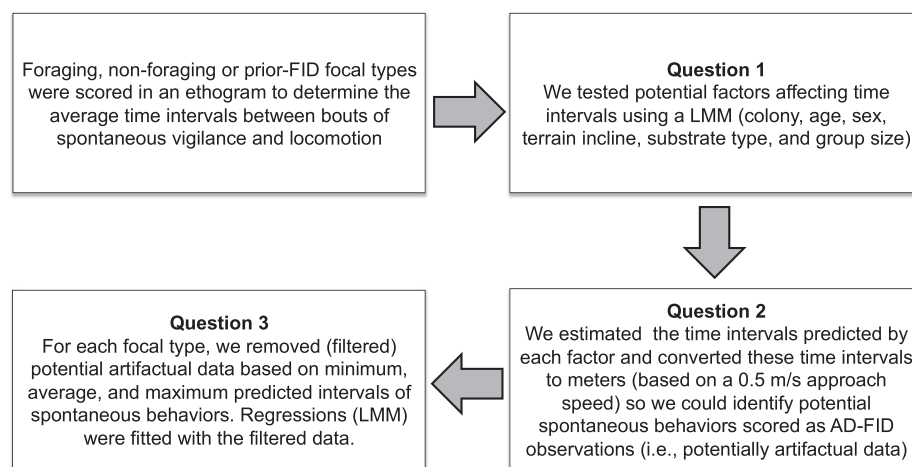 Foraging, non-foraging or prior-FID focal types
were scored in an ethogram to determine the
average time intervals between bouts of
spontaneous vigilance and locomotion
Question 1
We tested potential factors affecting time
intervals using a LMM (colony, age, sex,
terrain incline, substrate type, and group size)
Question 2
We estimated the time intervals predicted by
each factor and converted these time intervals
to meters (based on a 0.5 m/s approach
speed) so we could identify potential
spontaneous behaviors scored as AD-FID
observations (i.e., potentially artifactual data)
Question 3
For each focal type, we removed (filtered)
potential artifactual data based on minimum,
average, and maximum predicted intervals of
spontaneous behaviors. Regressions (LMM)
were fitted with the filtered data.